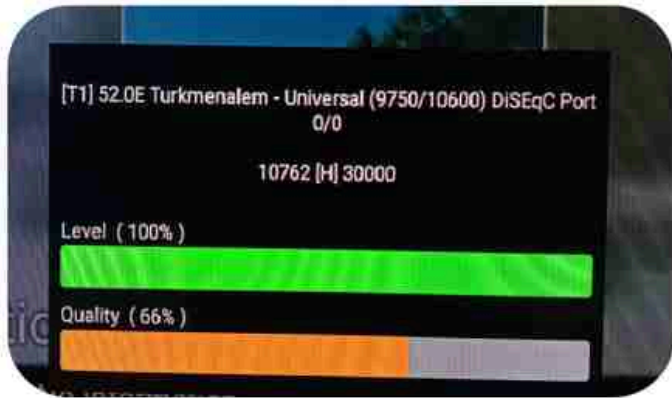 [T1] 52.0E Turkmenalem - Universal (9750/10600) DiSEqC Port
0/0
10762 [H] 30000
Level ( 100% )
Quality ( 66% )